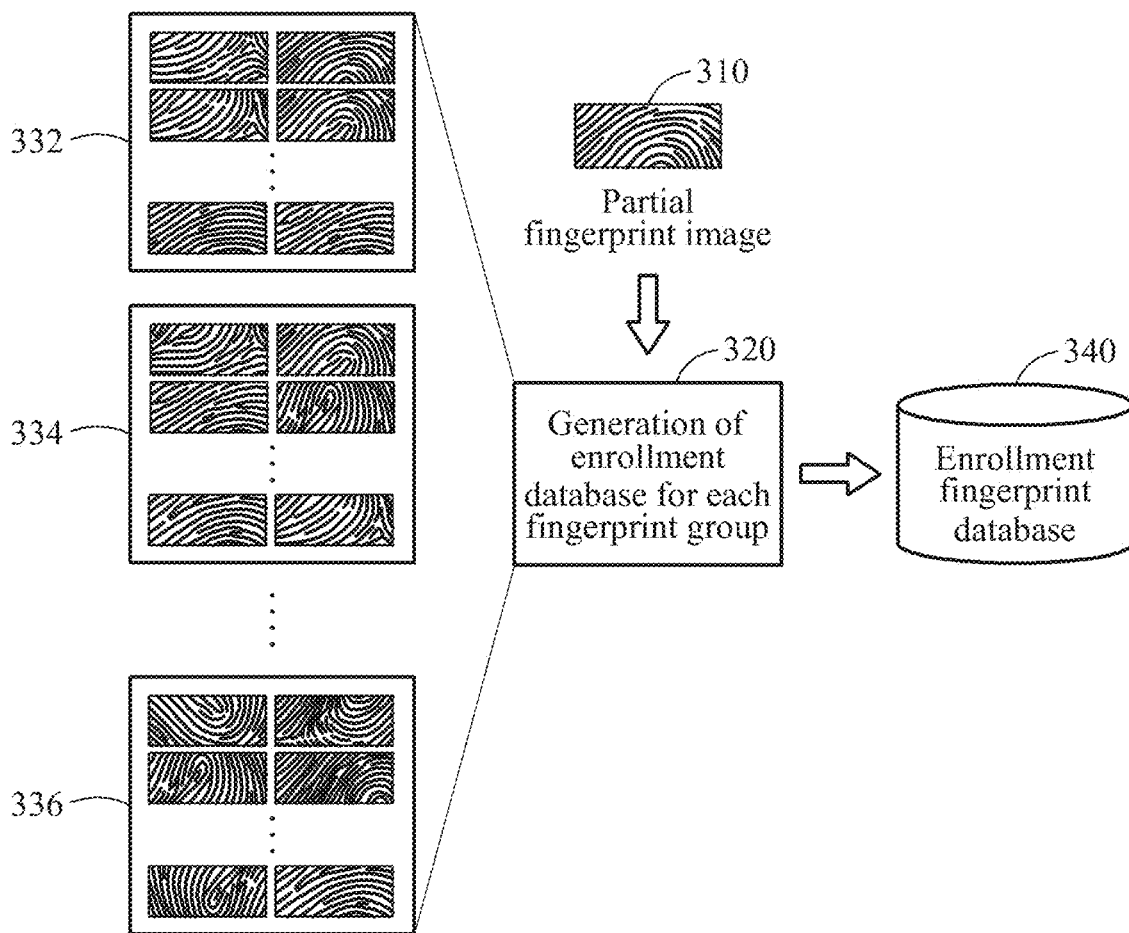 310
332
Partial
fingerprint image
334
320
340
Generation of
enrollment
database for each
fingerprint group
Enrollment
fingerprint
database
336